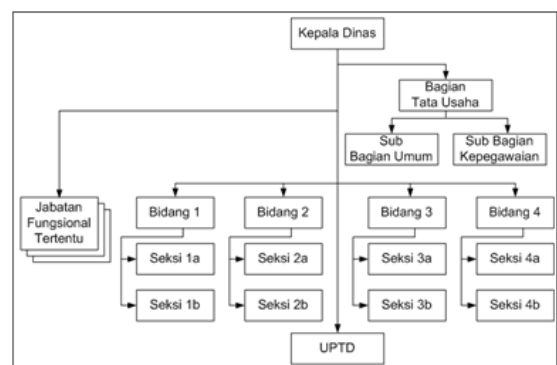 Kepala Dinas
Bagian
Tata Usaha
Sub
Bagian Umum
Sub Bagian
Kepegawaian
Jabatan
Fungsional
Tertentu
Bidang 1
Bidang 2
Bidang 3
Bidang 4
Seksi 1a
Seksi 2a
Seksi 3a
Seksi 4a
Seksi 1b
Seksi 2b
Seksi 3b
Seksi 4b
UPTD